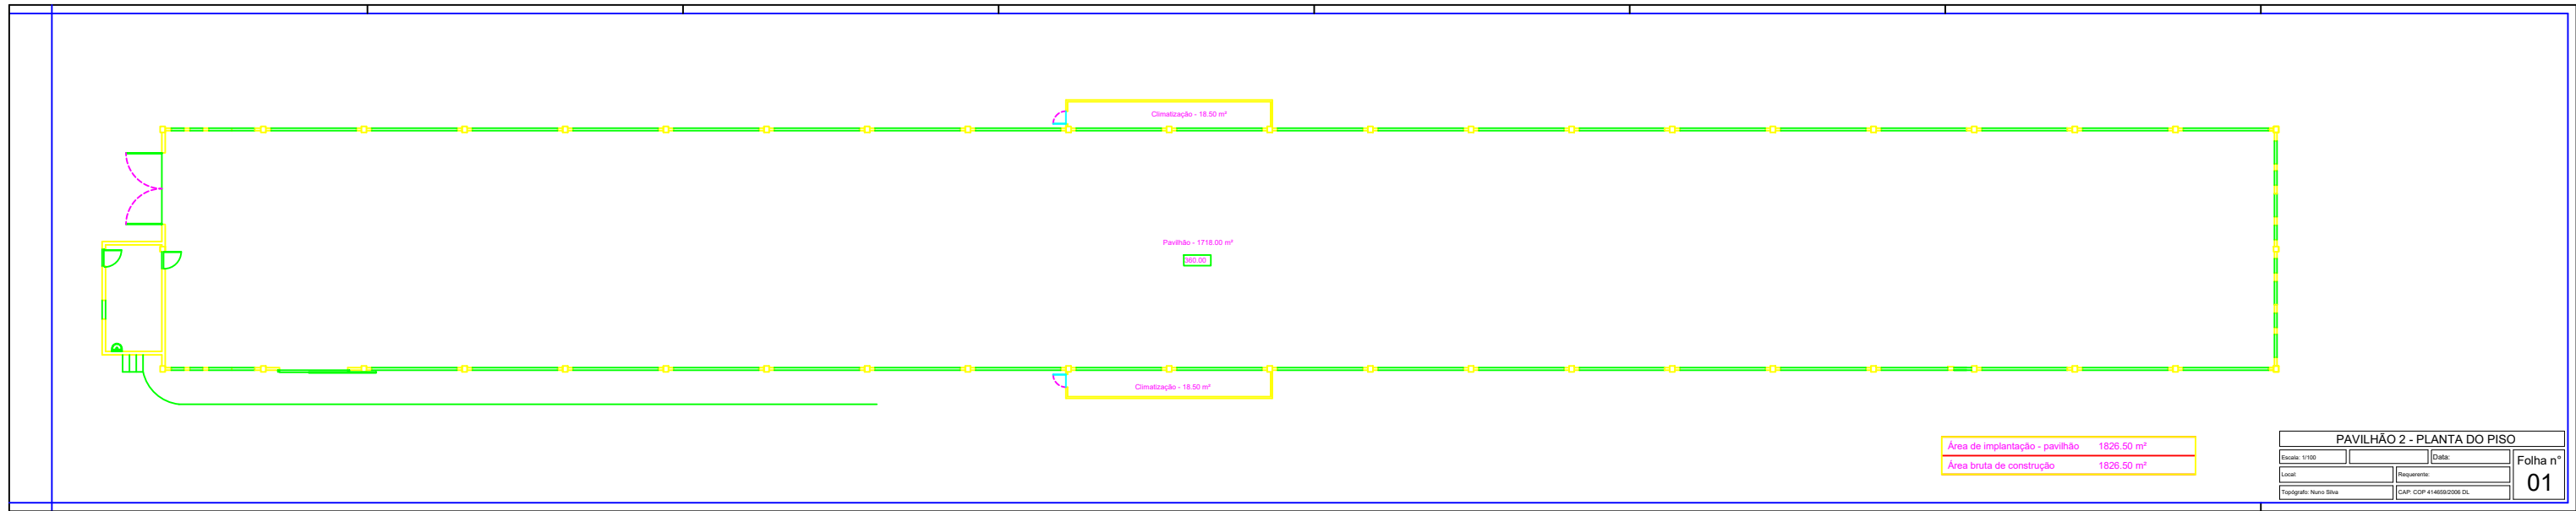 Climatização - 18.50 m²
Pavilhão - 1718.00 m²
360.00
Climatização - 18.50 m²
Área de implantação - pavilhão 1826.50 m²
Área bruta de construção 1826.50 m²
PAVILHÃO 2 - PLANTA DO PISO
Escala: 1/100 Data: Folha n°
Local: Requerente: 01
Topógrafo: Nuno Silva CAP: COP 414659/2006 DL